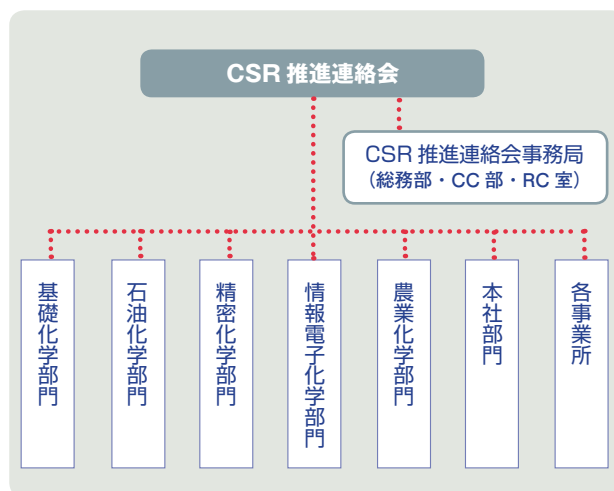 CSR 推進連絡会
CSR 推進連絡会事務局
（総務部・CC 部・RC 室）
基礎化学部門
石油化学部門
精密化学部門
情報電子化学部門
農業化学部門
本社部門
各事業所